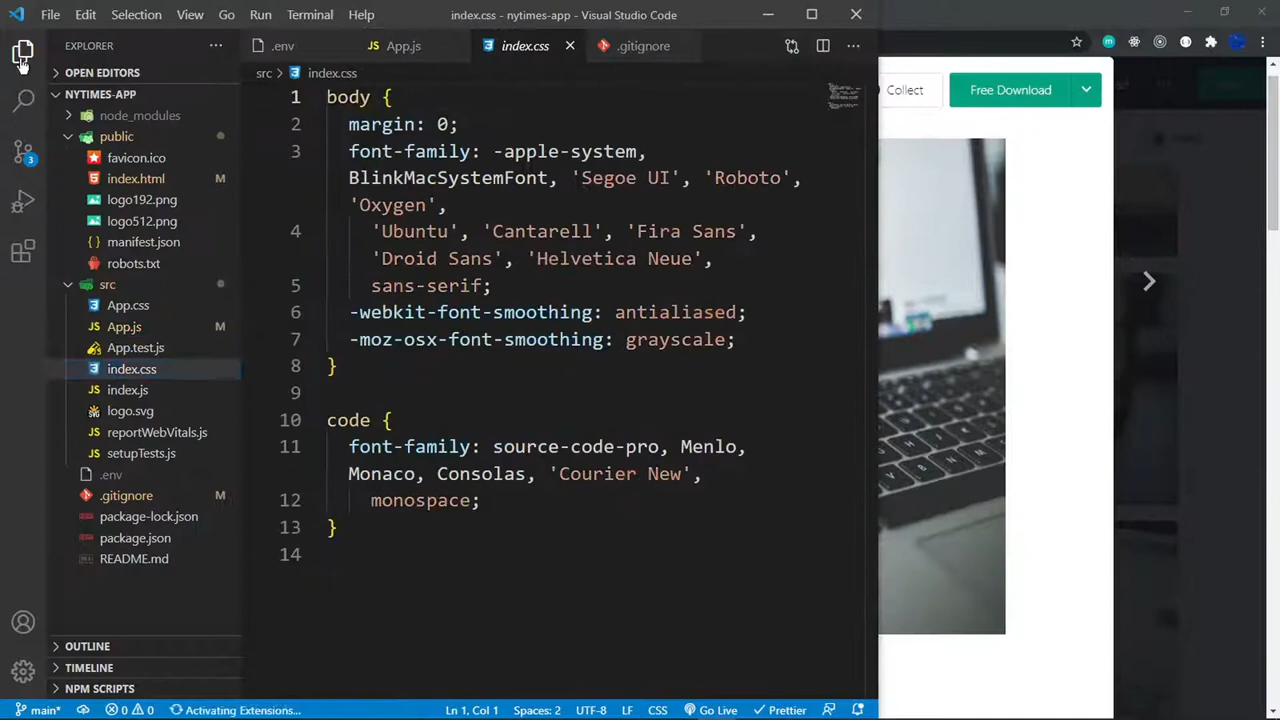 File Edit Selection View Go Run Terminal Help
index.css - nytimes-app - Visual Studio Code
EXPLORER
OPEN EDITORS
NYTIMES-APP
node_modules
public
favicon.ico
index.html M
logo192.png
logo512.png
manifest.json
robots.txt
src
App.css
App.js M
App.test.js
index.css
index.js
logo.svg
reportWebVitals.js
setupTests.js
.env
.gitignore M
package-lock.json
package.json
README.md
OUTLINE
TIMELINE
NPM SCRIPTS
3
.env
JS App.js
index.css
.gitignore
src > index.css
1 body {
2 margin: 0;
3 font-family: -apple-system,
BlinkMacSystemFont, 'Segoe UI', 'Roboto',
'Oxygen',
4 'Ubuntu', 'Cantarell', 'Fira Sans',
'Droid Sans', 'Helvetica Neue',
5 sans-serif;
6 -webkit-font-smoothing: antialiased;
7 -moz-osx-font-smoothing: grayscale;
8 }
9
10 code {
11 font-family: source-code-pro, Menlo,
Monaco, Consolas, 'Courier New',
12 monospace;
13 }
14
Collect
Free Download
main* 0 0 Activating Extensions...
Ln 1, Col 1 Spaces: 2 UTF-8 LF CSS Go Live Prettier